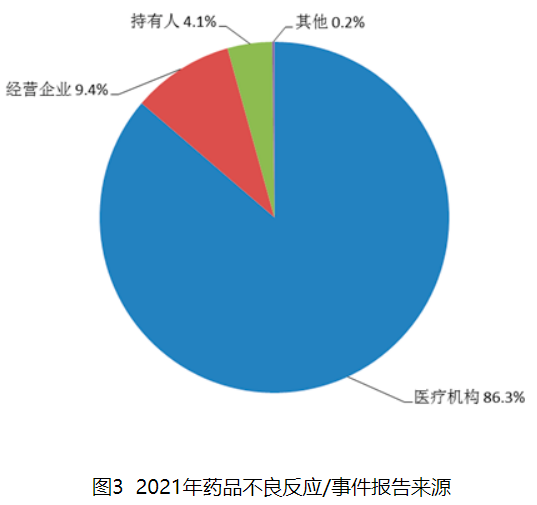 持有人 4.1%
其他 0.2%
经营企业 9.4%
医疗机构 86.3%
图3 2021年药品不良反应/事件报告来源